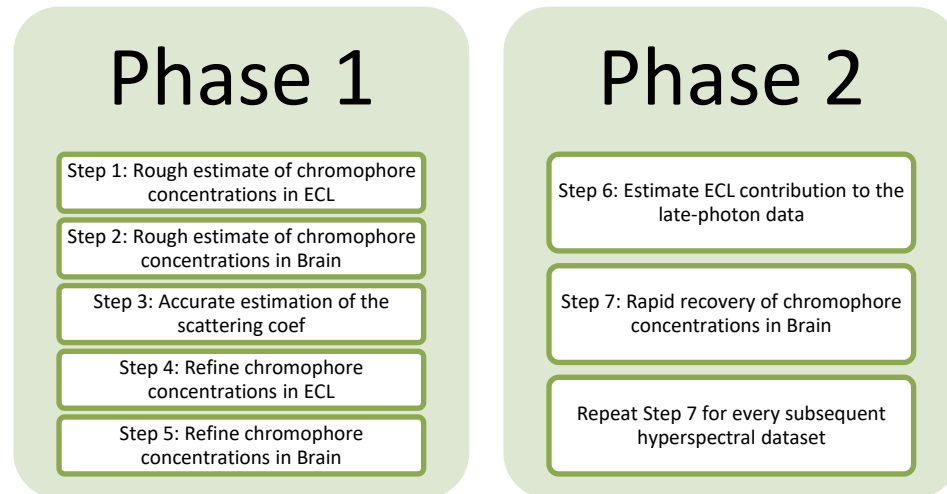 Phase 1
Step 1: Rough estimate of chromophore
concentrations in ECL
Step 2: Rough estimate of chromophore
concentrations in Brain
Step 3: Accurate estimation of the
scattering coef
Step 4: Refine chromophore
concentrations in ECL
Step 5: Refine chromophore
concentrations in Brain
Phase 2
Step 6: Estimate ECL contribution to the
late-photon data
Step 7: Rapid recovery of chromophore
concentrations in Brain
Repeat Step 7 for every subsequent
hyperspectral dataset